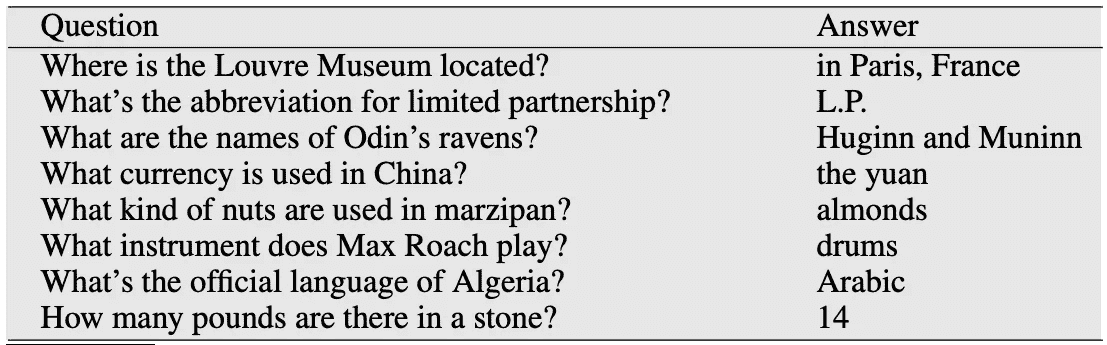 Question Answer
Where is the Louvre Museum located? in Paris, France
What's the abbreviation for limited partnership? L.P.
What are the names of Odin's ravens? Huginn and Muninn
What currency is used in China? the yuan
What kind of nuts are used in marzipan? almonds
What instrument does Max Roach play? drums
What's the official language of Algeria? Arabic
How many pounds are there in a stone? 14